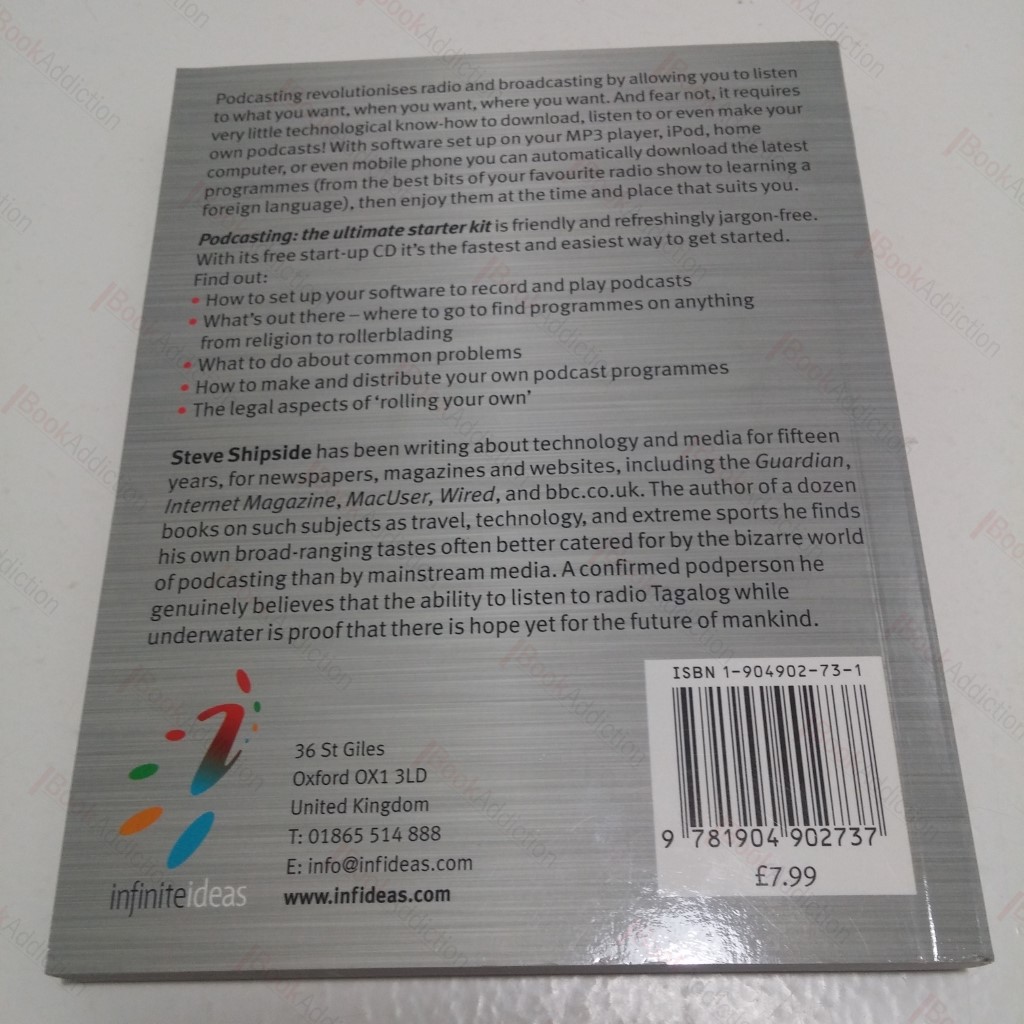 Podcasting revolutionises radio and broadcasting by allowing you to listen
to what you want, when you want, where you want. And fear not, it requires
very little technological know-how to download, listen to or even make your
own podcasts! With software set up on your MP3 player, iPod, home
computer, or even mobile phone you can automatically download the latest
programmes (from the best bits of your favourite radio show to learning a
foreign language), then enjoy them at the time and place that suits you.
Podcasting: the ultimate starter kit is friendly and refreshingly jargon-free.
With its free start-up CD it's the fastest and easiest way to get started.
Find out:
• How to set up your software to record and play podcasts
• What's out there – where to go to find programmes on anything
from religion to rollerblading
• What to do about common problems
• How to make and distribute your own podcast programmes
• The legal aspects of 'rolling your own'
Steve Shipside has been writing about technology and media for fifteen
years, for newspapers, magazines and websites, including the Guardian,
Internet Magazine, MacUser, Wired, and bbc.co.uk. The author of a dozen
books on such subjects as travel, technology, and extreme sports he finds
his own broad-ranging tastes often better catered for by the bizarre world
of podcasting than by mainstream media. A confirmed podperson he
genuinely believes that the ability to listen to radio Tagalog while
underwater is proof that there is hope yet for the future of mankind.
i
infiniteideas
36 St Giles
Oxford OX1 3LD
United Kingdom
T: 01865 514 888
E: info@infideas.com
www.infideas.com
ISBN 1-904902-73-1
9 781904 902737
£7.99
BookAddiction